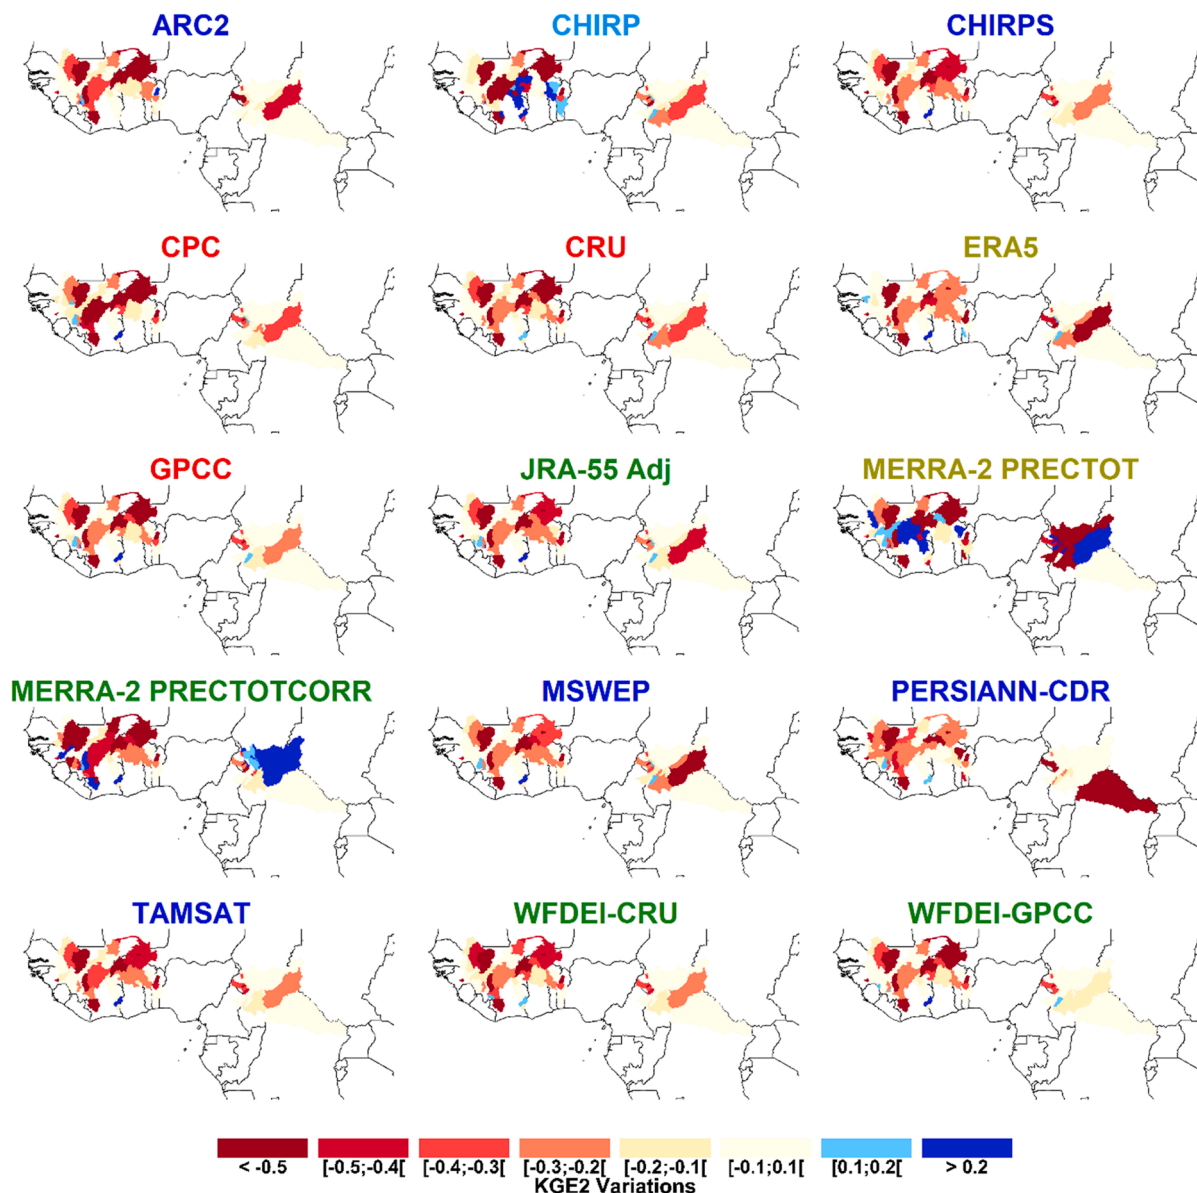 ARC2 CHIRP CHIRPS
CPC CRU ERA5
GPCC JRA-55 Adj MERRA-2 PRECTOT
MERRA-2 PRECTOTCORR MSWEP PERSIANN-CDR
TAMSAT WFDEI-CRU WFDEI-GPCC
< -0.5 [-0.5;-0.4[ [-0.4;-0.3[ [-0.3;-0.2[ [-0.2;-0.1[ [-0.1;0.1[ [0.1;0.2[ > 0.2
KGE2 Variations